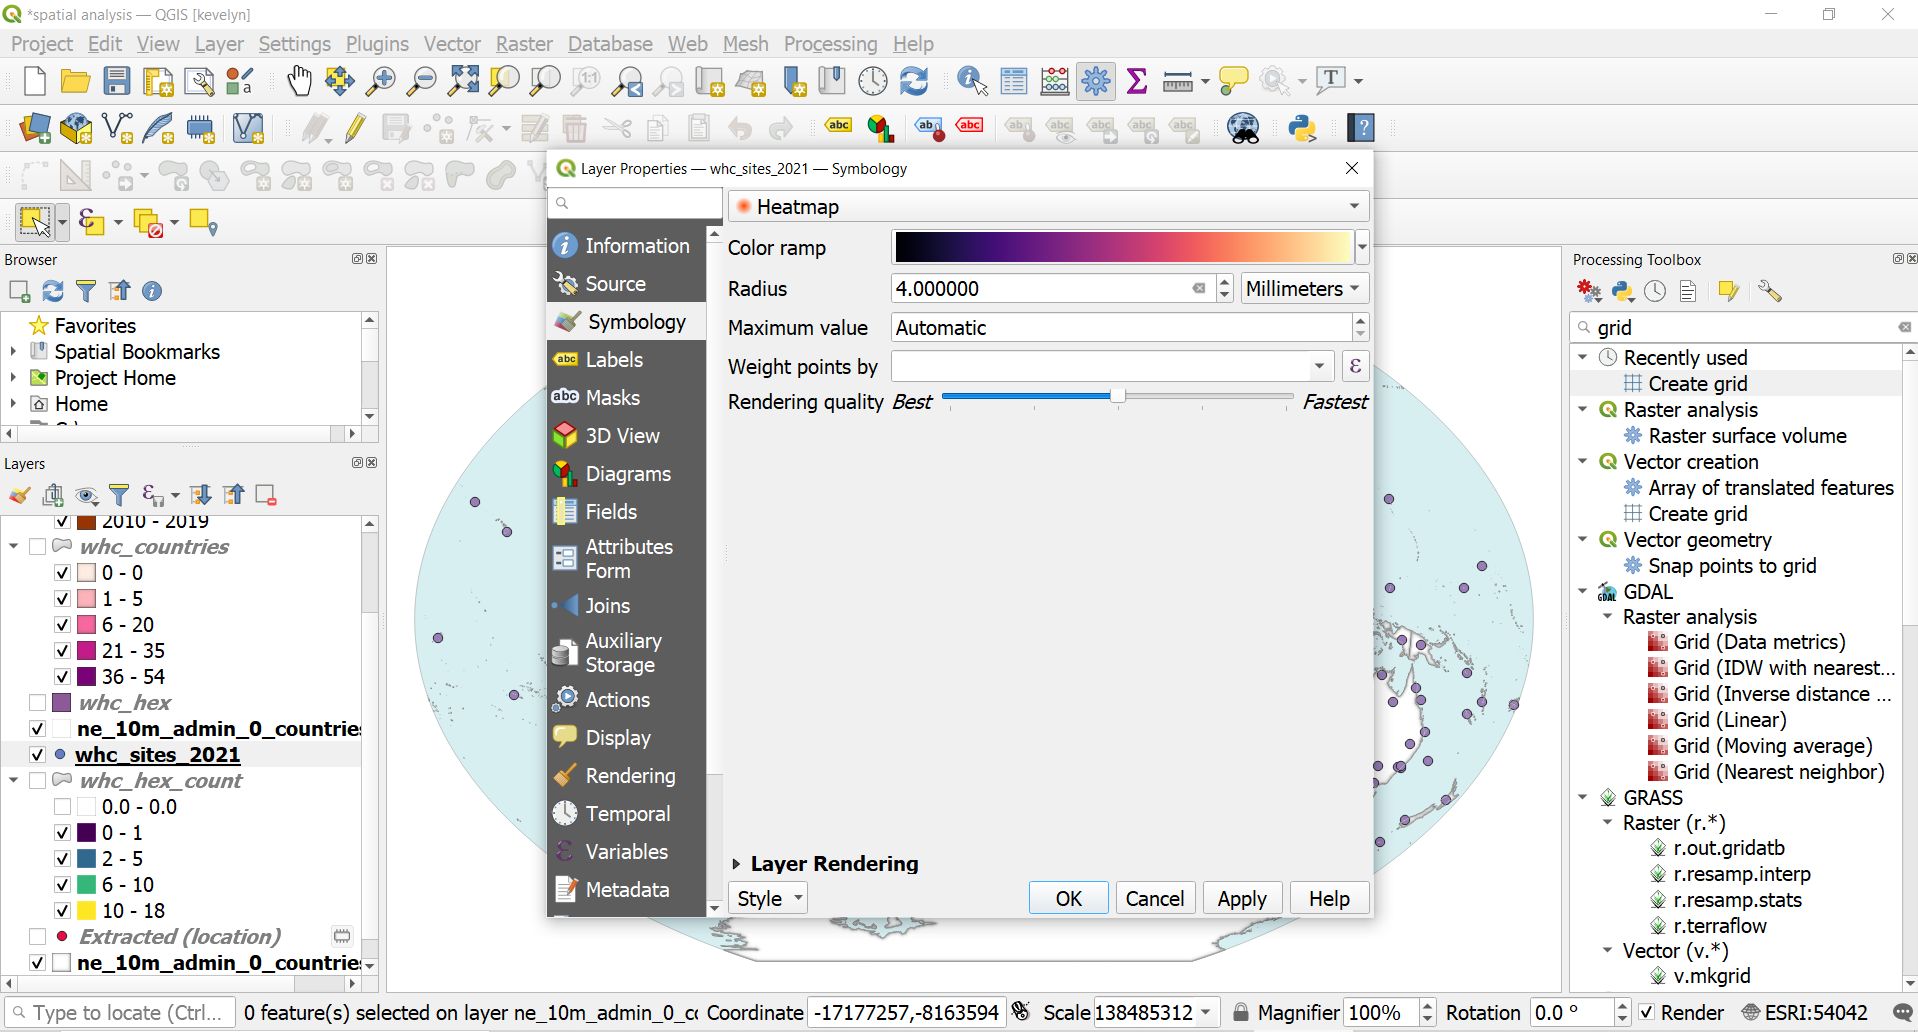 *spatial analysis — QGIS [kevelyn]
Project Edit View Layer Settings Plugins Vector Raster Database Web Mesh Processing Help
Layer Properties — whc_sites_2021 — Symbology
Heatmap
Information
Source
Symbology
Labels
Masks
3D View
Diagrams
Fields
Attributes
Form
Joins
Auxiliary
Storage
Actions
Display
Rendering
Temporal
Variables
Metadata
Color ramp
Radius 4.000000 Millimeters
Maximum value Automatic
Weight points by
Rendering quality Best Fastest
Layer Rendering
Style OK Cancel Apply Help
Browser
Favorites
Spatial Bookmarks
Project Home
Home
Layers
2010 - 2019
whc_countries
0 - 0
1 - 5
6 - 20
21 - 35
36 - 54
whc_hex
ne_10m_admin_0_countries
whc_sites_2021
whc_hex_count
0.0 - 0.0
0 - 1
2 - 5
6 - 10
10 - 18
Extracted (location)
ne_10m_admin_0_countries
Processing Toolbox
grid
Recently used
Create grid
Raster analysis
Raster surface volume
Vector creation
Array of translated features
Create grid
Vector geometry
Snap points to grid
GDAL
Raster analysis
Grid (Data metrics)
Grid (IDW with nearest...
Grid (Inverse distance ...
Grid (Linear)
Grid (Moving average)
Grid (Nearest neighbor)
GRASS
Raster (r.*)
r.out.gridatb
r.resamp.interp
r.resamp.stats
r.terraflow
Vector (v.*)
v.mkgrid
Type to locate (Ctrl... 0 feature(s) selected on layer ne_10m_admin_0_cc Coordinate -17177257,-8163594 Scale 138485312 Magnifier 100% Rotation 0.0 ° Render ESRI:54042